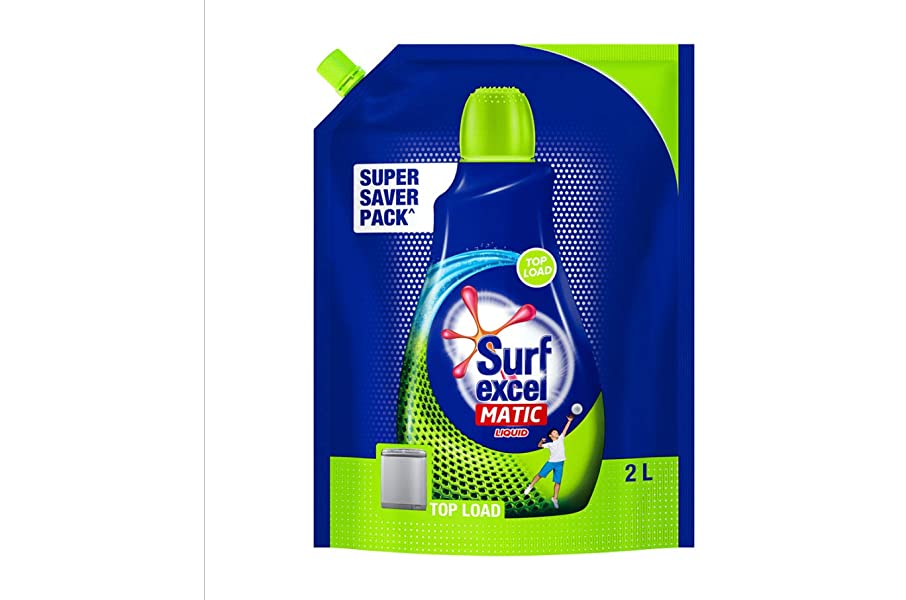 SUPER
SAVER
PACK^
TOP
LOAD
Surf
excel
MATIC
LIQUID
2 L
TOP LOAD